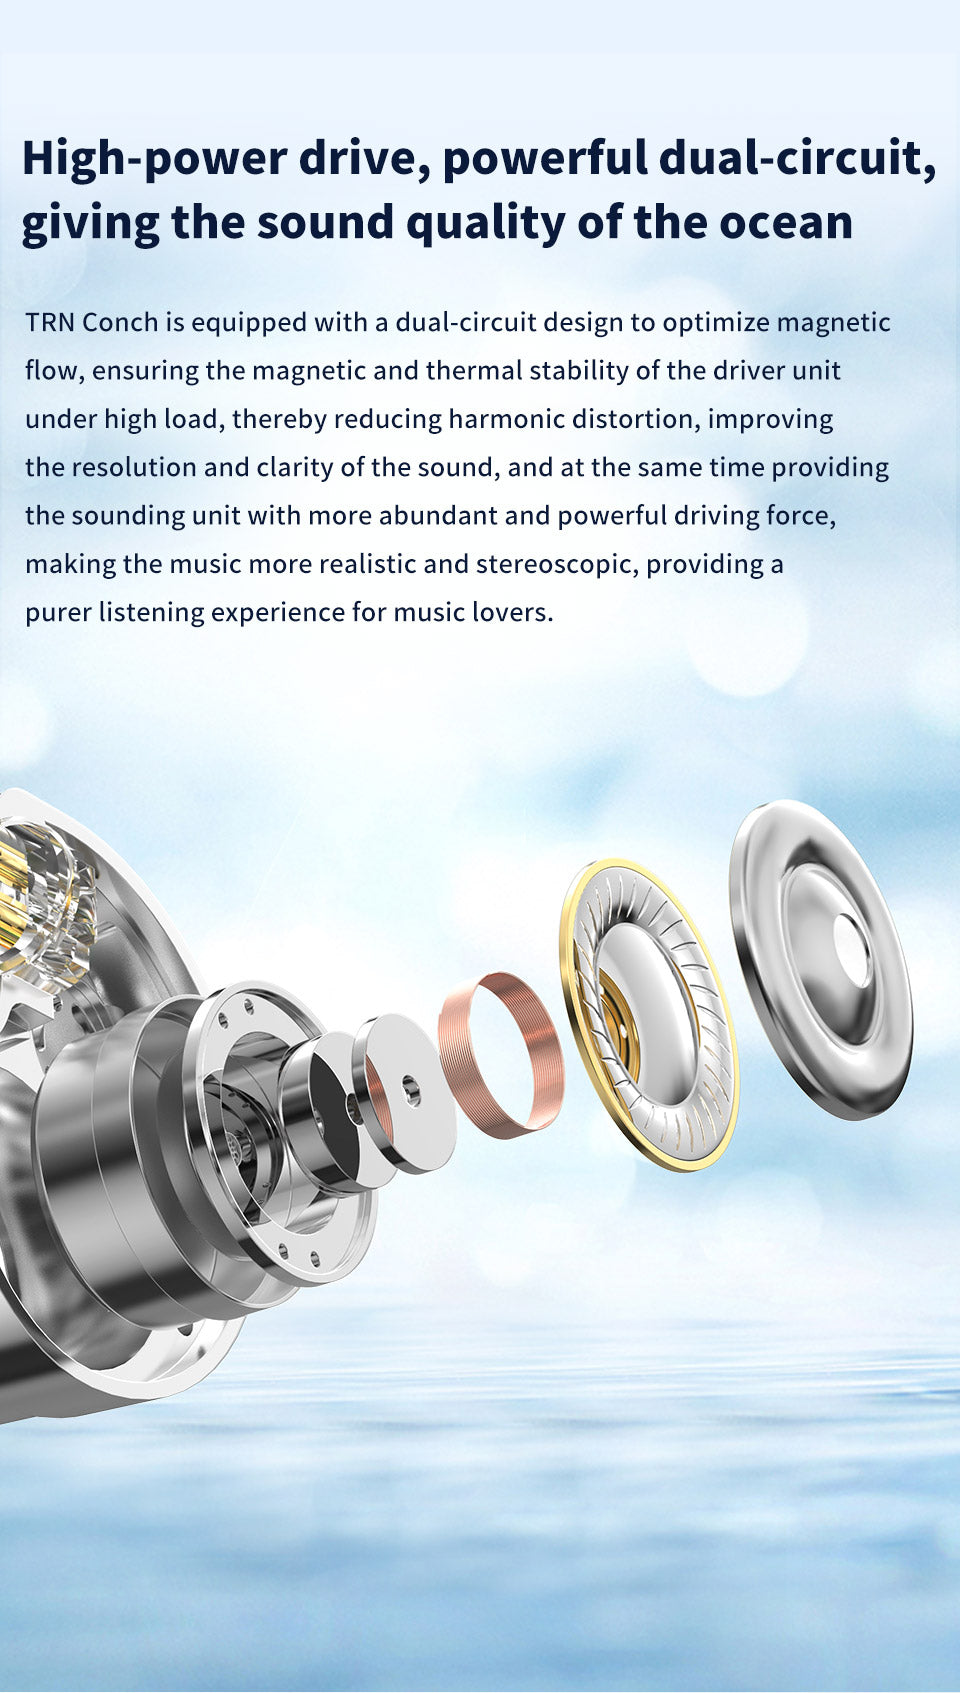 High-power drive, powerful dual-circuit,
giving the sound quality of the ocean
TRN Conch is equipped with a dual-circuit design to optimize magnetic
flow, ensuring the magnetic and thermal stability of the driver unit
under high load, thereby reducing harmonic distortion, improving
the resolution and clarity of the sound, and at the same time providing
the sounding unit with more abundant and powerful driving force,
making the music more realistic and stereoscopic, providing a
purer listening experience for music lovers.